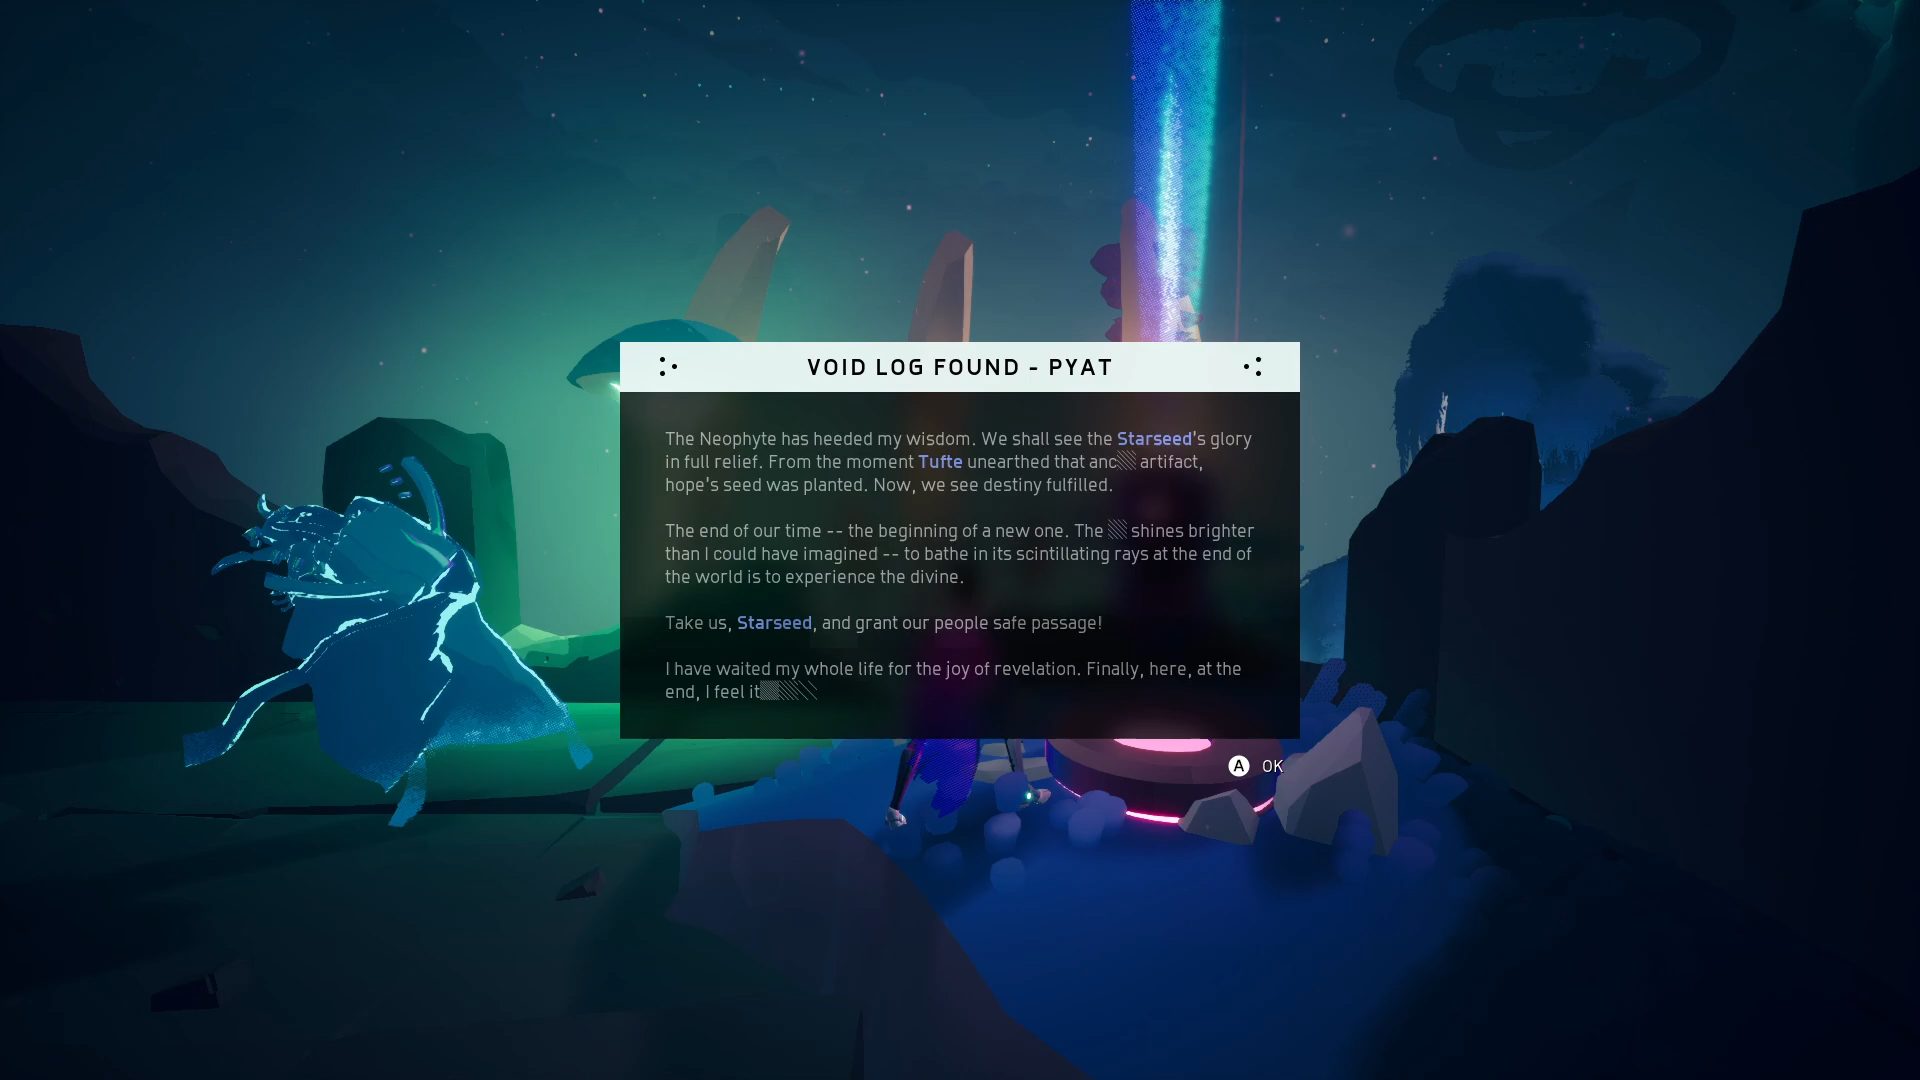 VOID LOG FOUND - PYAT
The Neophyte has heeded my wisdom. We shall see the Starseed's glory
in full relief. From the moment Tufte unearthed that anc artifact,
hope's seed was planted. Now, we see destiny fulfilled.
The end of our time -- the beginning of a new one. The shines brighter
than I could have imagined -- to bathe in its scintillating rays at the end of
the world is to experience the divine.
Take us, Starseed, and grant our people safe passage!
I have waited my whole life for the joy of revelation. Finally, here, at the
end, I feel it
A OK